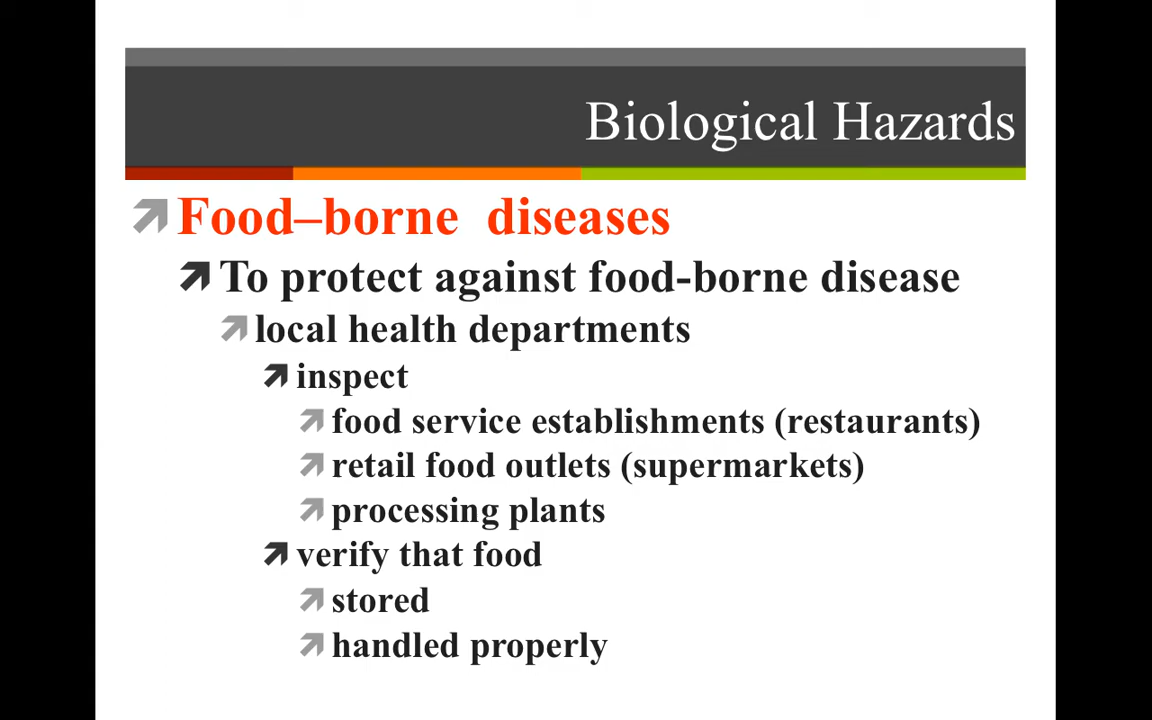 Biological Hazards
Food–borne diseases
To protect against food-borne disease
local health departments
inspect
food service establishments (restaurants)
retail food outlets (supermarkets)
processing plants
verify that food
stored
handled properly